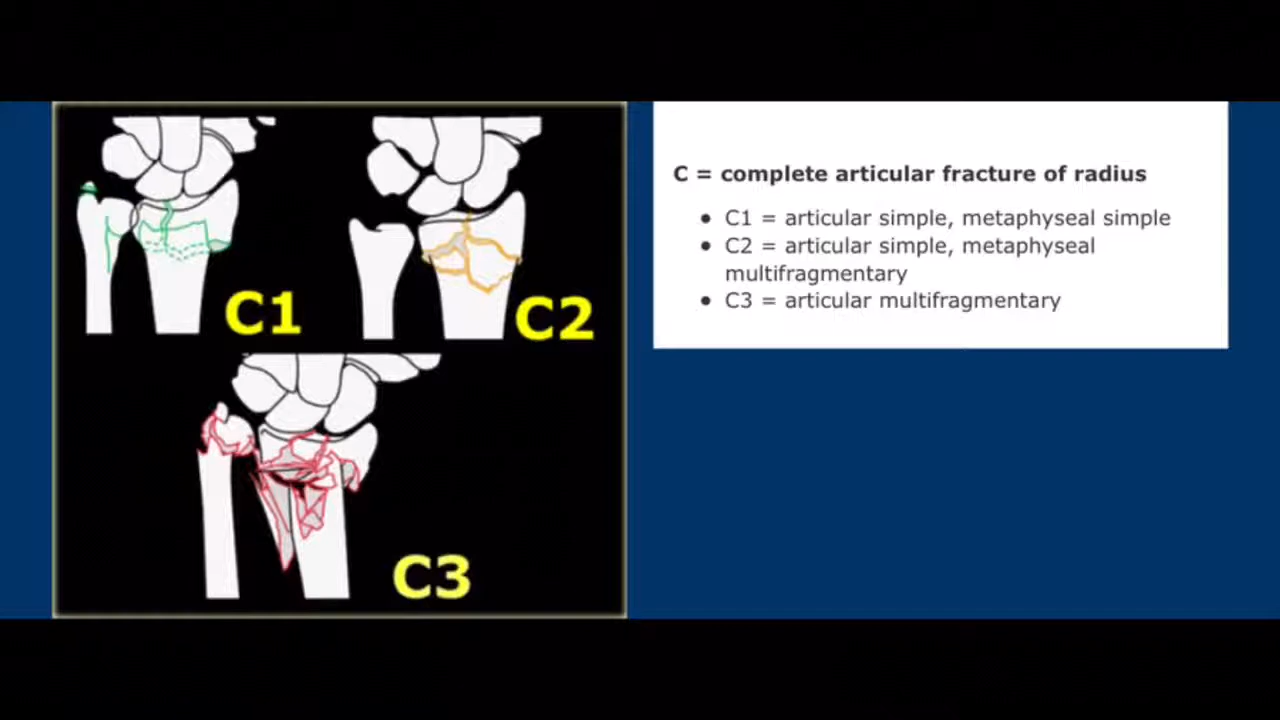 C1
C2
C3
C = complete articular fracture of radius
• C1 = articular simple, metaphyseal simple
• C2 = articular simple, metaphyseal
multifragmentary
• C3 = articular multifragmentary